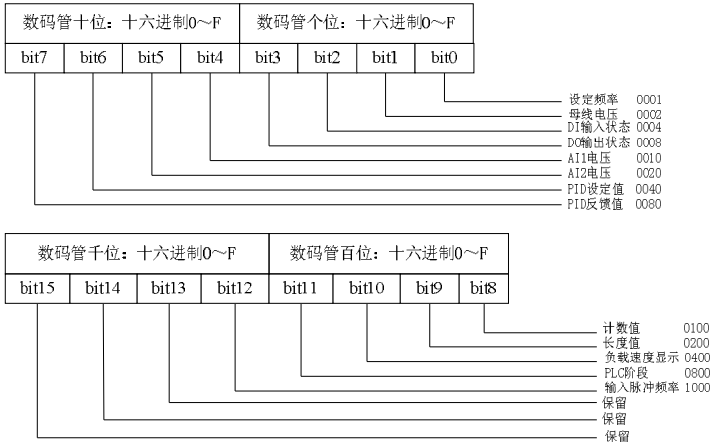 数码管十位：十六进制0～F 数码管个位：十六进制0～F
bit7 bit6 bit5 bit4 bit3 bit2 bit1 bit0
设定频率 0001
母线电压 0002
DI输入状态 0004
DO输出状态 0008
AI1电压 0010
AI2电压 0020
PID设定值 0040
PID反馈值 0080
数码管千位：十六进制0～F 数码管百位：十六进制0～F
bit15 bit14 bit13 bit12 bit11 bit10 bit9 bit8
计数值 0100
长度值 0200
负载速度显示 0400
PLC阶段 0800
输入脉冲频率 1000
保留
保留
保留